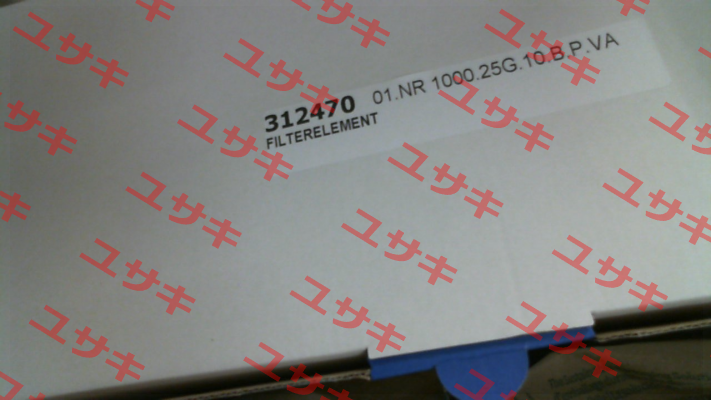 312470 01.NR 1000.25G.10.B.P.VA
FILTERELEMENT
ユサキ